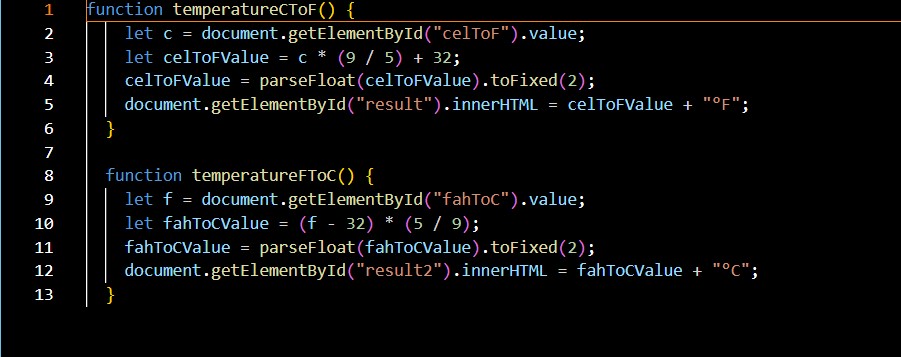 1 function temperatureCToF() {
2 let c = document.getElementById("celToF").value;
3 let celToFValue = c * (9 / 5) + 32;
4 celToFValue = parseFloat(celToFValue).toFixed(2);
5 document.getElementById("result").innerHTML = celToFValue + "°F";
6 }
7
8 function temperatureFToC() {
9 let f = document.getElementById("fahToC").value;
10 let fahToCValue = (f - 32) * (5 / 9);
11 fahToCValue = parseFloat(fahToCValue).toFixed(2);
12 document.getElementById("result2").innerHTML = fahToCValue + "°C";
13 }